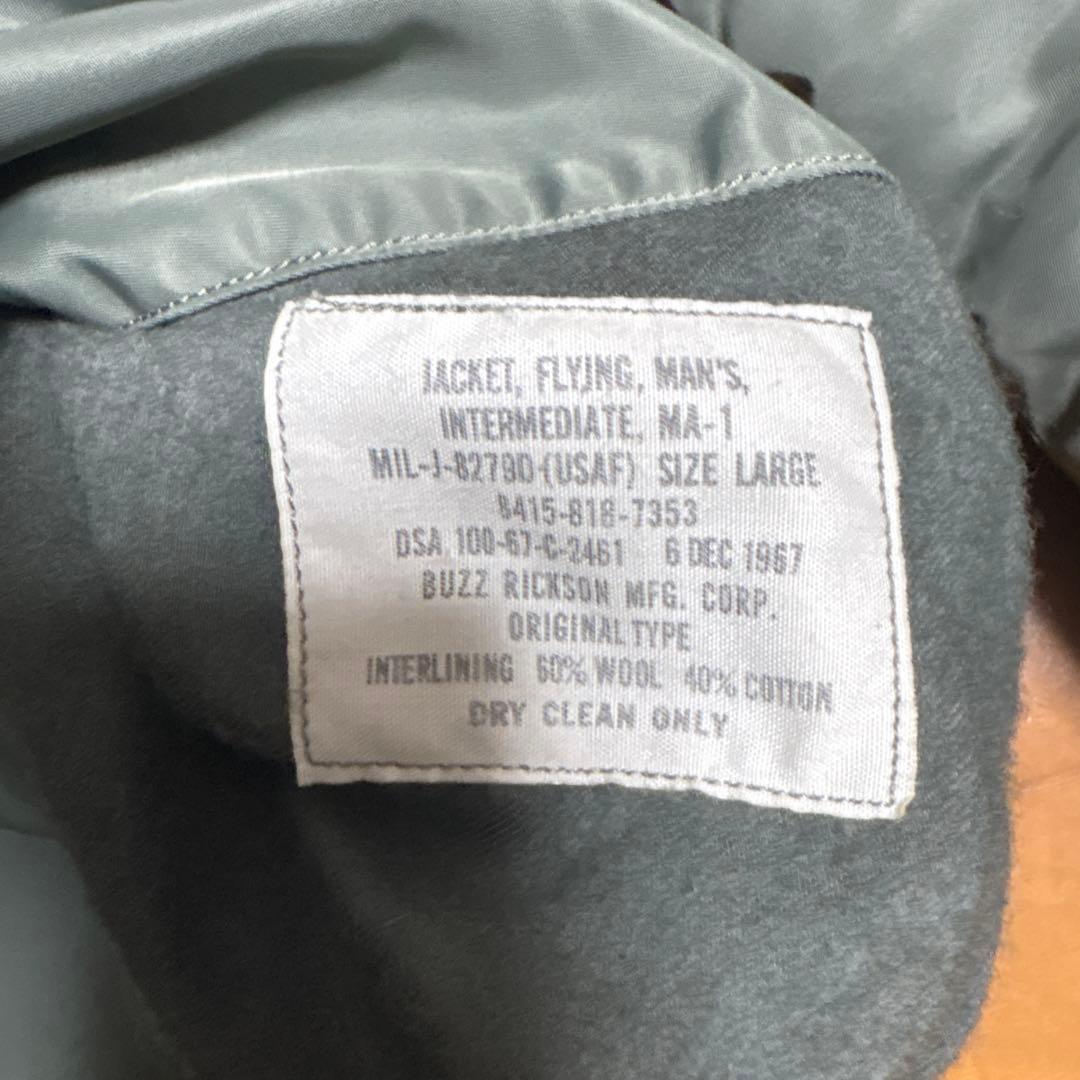 JACKET, FLYING, MAN'S,
INTERMEDIATE, MA-1
MIL-J-8279D (USAF) SIZE LARGE
8415-818-7353
DSA 100-67-C-2461 6 DEC 1967
BUZZ RICKSON MFG. CORP.
ORIGINAL TYPE
INTERLINING 60% WOOL 40% COTTON
DRY CLEAN ONLY